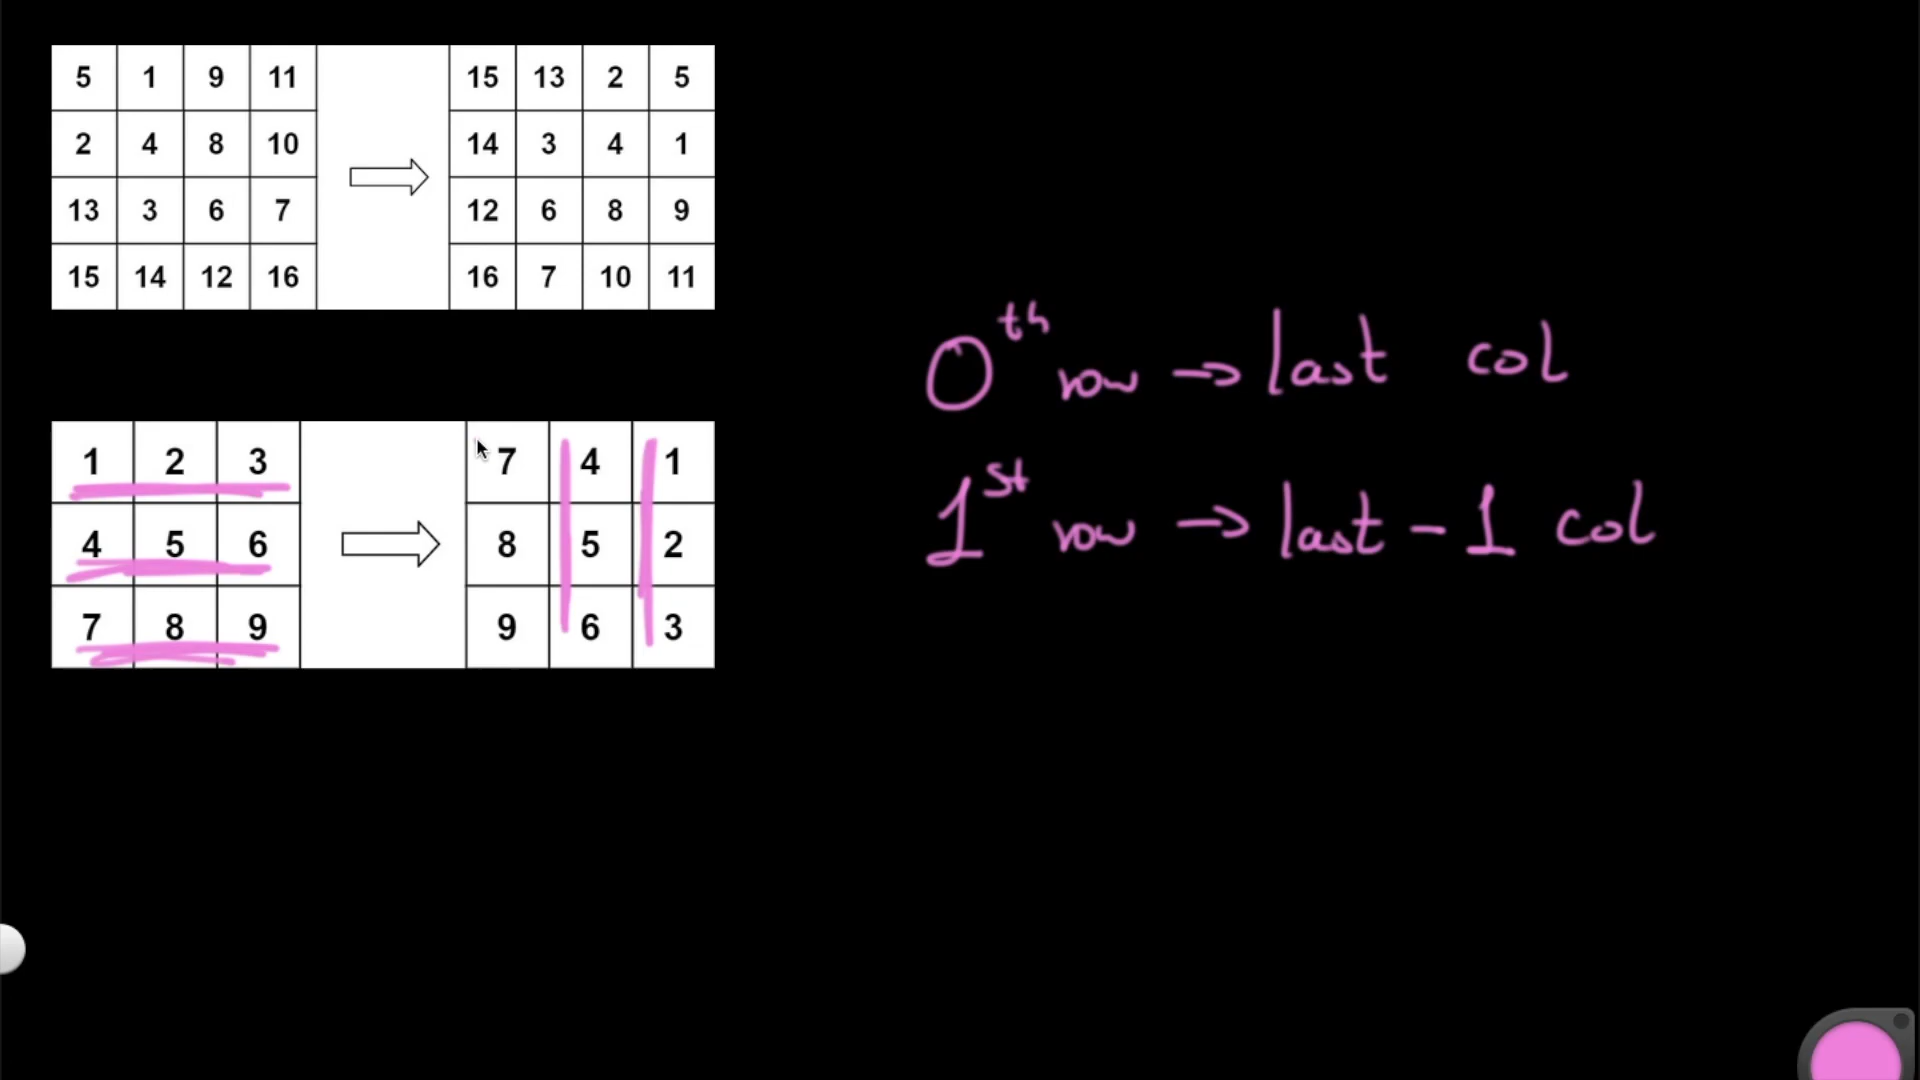 5 1 9 11 15 13 2 5
2 4 8 10 14 3 4 1
13 3 6 7 12 6 8 9
15 14 12 16 16 7 10 11
1 2 3 7 4 1
4 5 6 8 5 2
7 8 9 9 6 3
0th row → last col
1st row → last - 1 col